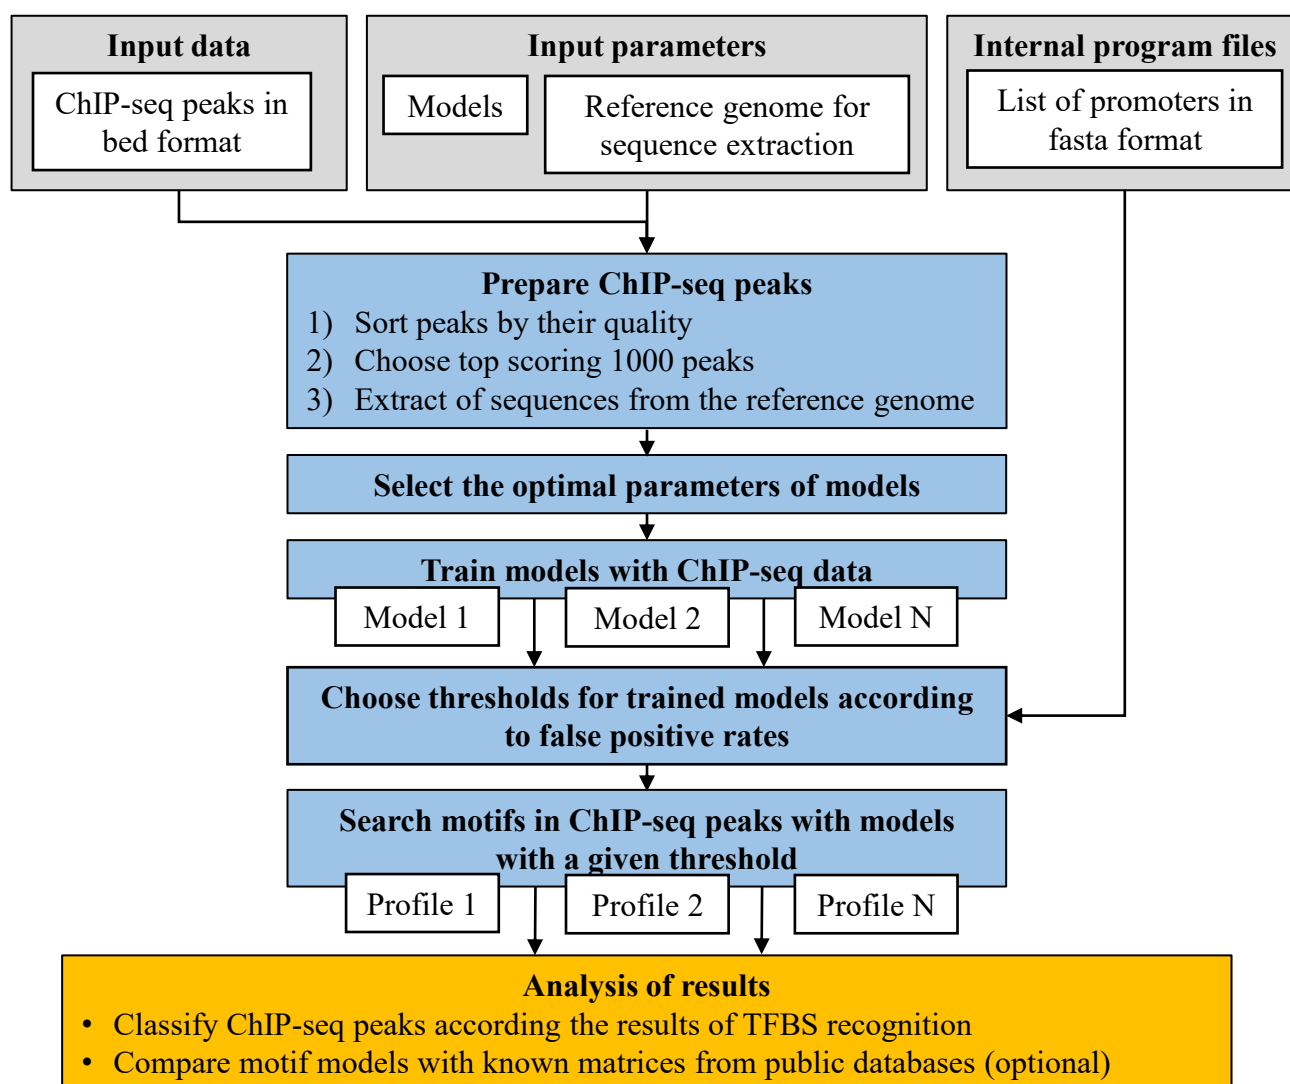 Input data
ChIP-seq peaks in
bed format
Input parameters
Models
Reference genome for
sequence extraction
Internal program files
List of promoters in
fasta format
Prepare ChIP-seq peaks
1) Sort peaks by their quality
2) Choose top scoring 1000 peaks
3) Extract of sequences from the reference genome
Select the optimal parameters of models
Train models with ChIP-seq data
Model 1
Model 2
Model N
Choose thresholds for trained models according
to false positive rates
Search motifs in ChIP-seq peaks with models
with a given threshold
Profile 1
Profile 2
Profile N
Analysis of results
• Classify ChIP-seq peaks according the results of TFBS recognition
• Compare motif models with known matrices from public databases (optional)